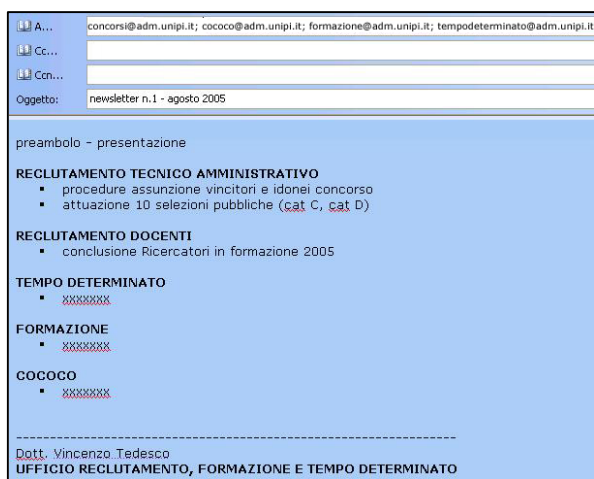 A... concorsi@adm.unipi.it; cococo@adm.unipi.it; formazione@adm.unipi.it; tempodeterminato@adm.unipi.it
Cc...
Ccn...
Oggetto: newsletter n.1 - agosto 2005
preambolo - presentazione
RECLUTAMENTO TECNICO AMMINISTRATIVO
▪ procedure assunzione vincitori e idonei concorso
▪ attuazione 10 selezioni pubbliche (cat C, cat D)
RECLUTAMENTO DOCENTI
▪ conclusione Ricercatori in formazione 2005
TEMPO DETERMINATO
▪ xxxxxxx
FORMAZIONE
▪ xxxxxxx
COCOCO
▪ xxxxxxx
-----------------------------------------------------------------
Dott. Vincenzo Tedesco
UFFICIO RECLUTAMENTO, FORMAZIONE E TEMPO DETERMINATO